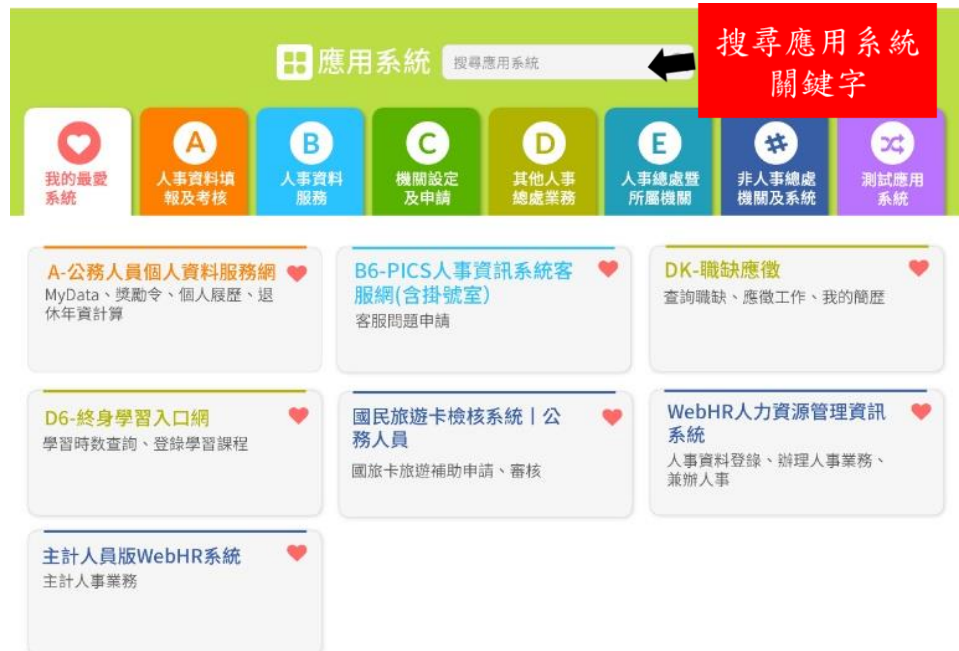 應用系統
搜尋應用系統
搜尋應用系統
關鍵字
我的最愛
系統
A
人事資料填
報及考核
B
人事資料
服務
C
機關設定
及申請
D
其他人事
總處業務
E
人事總處暨
所屬機關
#
非人事總處
機關及系統
測試應用
系統
A-公務人員個人資料服務網
MyData、獎勵令、個人履歷、退
休年資計算
B6-PICS人事資訊系統客
服網(含掛號室)
客服問題申請
DK-職缺應徵
查詢職缺、應徵工作、我的簡歷
D6-終身學習入口網
學習時數查詢、登錄學習課程
國民旅遊卡檢核系統|公
務人員
國旅卡旅遊補助申請、審核
WebHR人力資源管理資訊
系統
人事資料登錄、辦理人事業務、
兼辦人事
主計人員版WebHR系統
主計人事業務